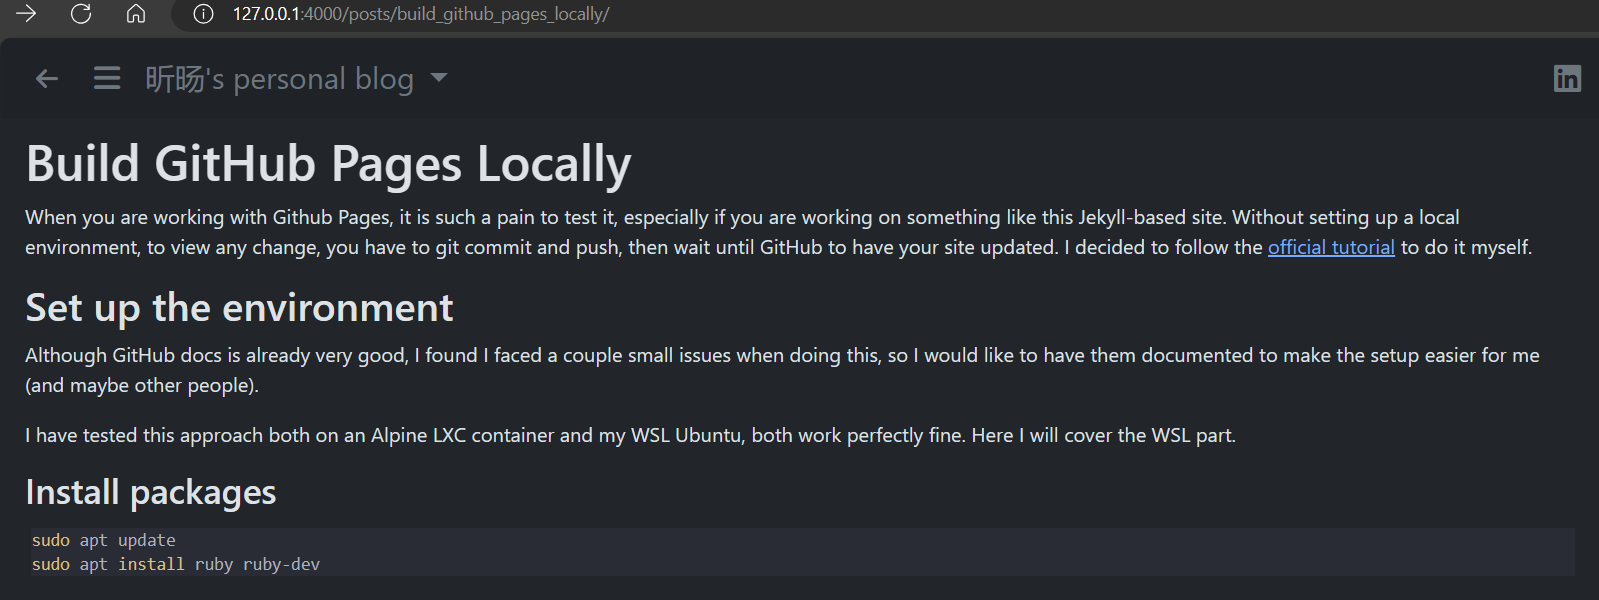 127.0.0.1:4000/posts/build_github_pages_locally/
昕旸's personal blog
in
Build GitHub Pages Locally
When you are working with Github Pages, it is such a pain to test it, especially if you are working on something like this Jekyll-based site. Without setting up a local
environment, to view any change, you have to git commit and push, then wait until GitHub to have your site updated. I decided to follow the official tutorial to do it myself.
Set up the environment
Although GitHub docs is already very good, I found I faced a couple small issues when doing this, so I would like to have them documented to make the setup easier for me
(and maybe other people).
I have tested this approach both on an Alpine LXC container and my WSL Ubuntu, both work perfectly fine. Here I will cover the WSL part.
Install packages
sudo apt update
sudo apt install ruby ruby-dev